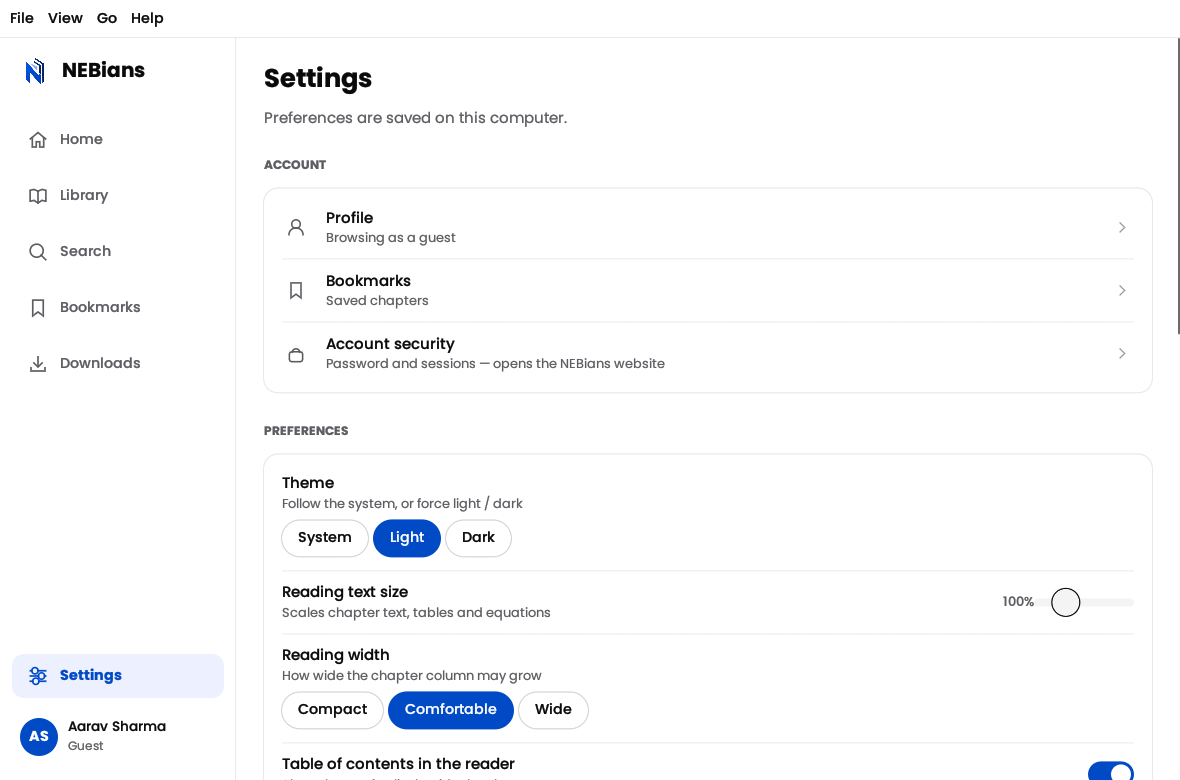 File View Go Help
NEBians
Home
Library
Search
Bookmarks
Downloads
Settings
AS
Aarav Sharma
Guest
Settings
Preferences are saved on this computer.
ACCOUNT
Profile
Browsing as a guest
Bookmarks
Saved chapters
Account security
Password and sessions — opens the NEBians website
PREFERENCES
Theme
Follow the system, or force light / dark
System Light Dark
Reading text size
Scales chapter text, tables and equations
100%
Reading width
How wide the chapter column may grow
Compact Comfortable Wide
Table of contents in the reader